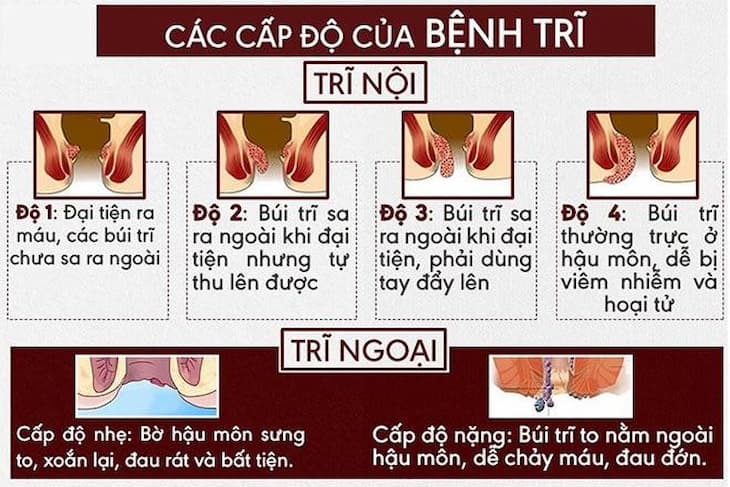 CÁC CẤP ĐỘ CỦA BỆNH TRĨ
TRĨ NỘI
Độ 1: Đại tiện ra
máu, các búi trĩ
chưa sa ra ngoài
Độ 2: Búi trĩ sa
ra ngoài khi đại
tiện nhưng tự
thu lên được
Độ 3: Búi trĩ sa
ra ngoài khi đại
tiện, phải dùng
tay đẩy lên
Độ 4: Búi trĩ
thường trực ở
hậu môn, dễ bị
viêm nhiễm và
hoại tử
TRĨ NGOẠI
Cấp độ nhẹ: Bờ hậu môn sưng
to, xoắn lại, đau rát và bất tiện.
Cấp độ nặng: Búi trĩ to nằm ngoài
hậu môn, dễ chảy máu, đau đớn.